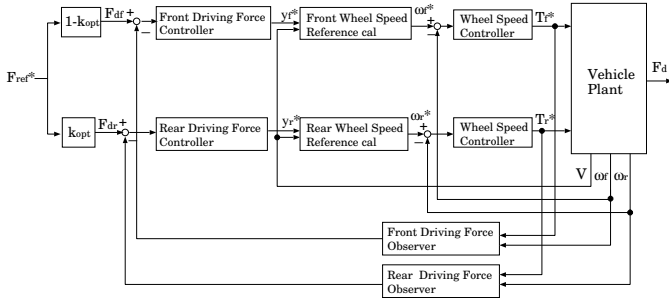 1-kopt
Fdf
+
−
Front Driving Force
Controller
yf*
Front Wheel Speed
Reference cal
ωf*
+
−
Wheel Speed
Controller
Tf*
Vehicle
Plant
Fd
Fref*
kopt
Fdr
+
−
Rear Driving Force
Controller
yr*
Rear Wheel Speed
Reference cal
ωr*
+
−
Wheel Speed
Controller
Tr*
V
ωf
ωr
Front Driving Force
Observer
Rear Driving Force
Observer